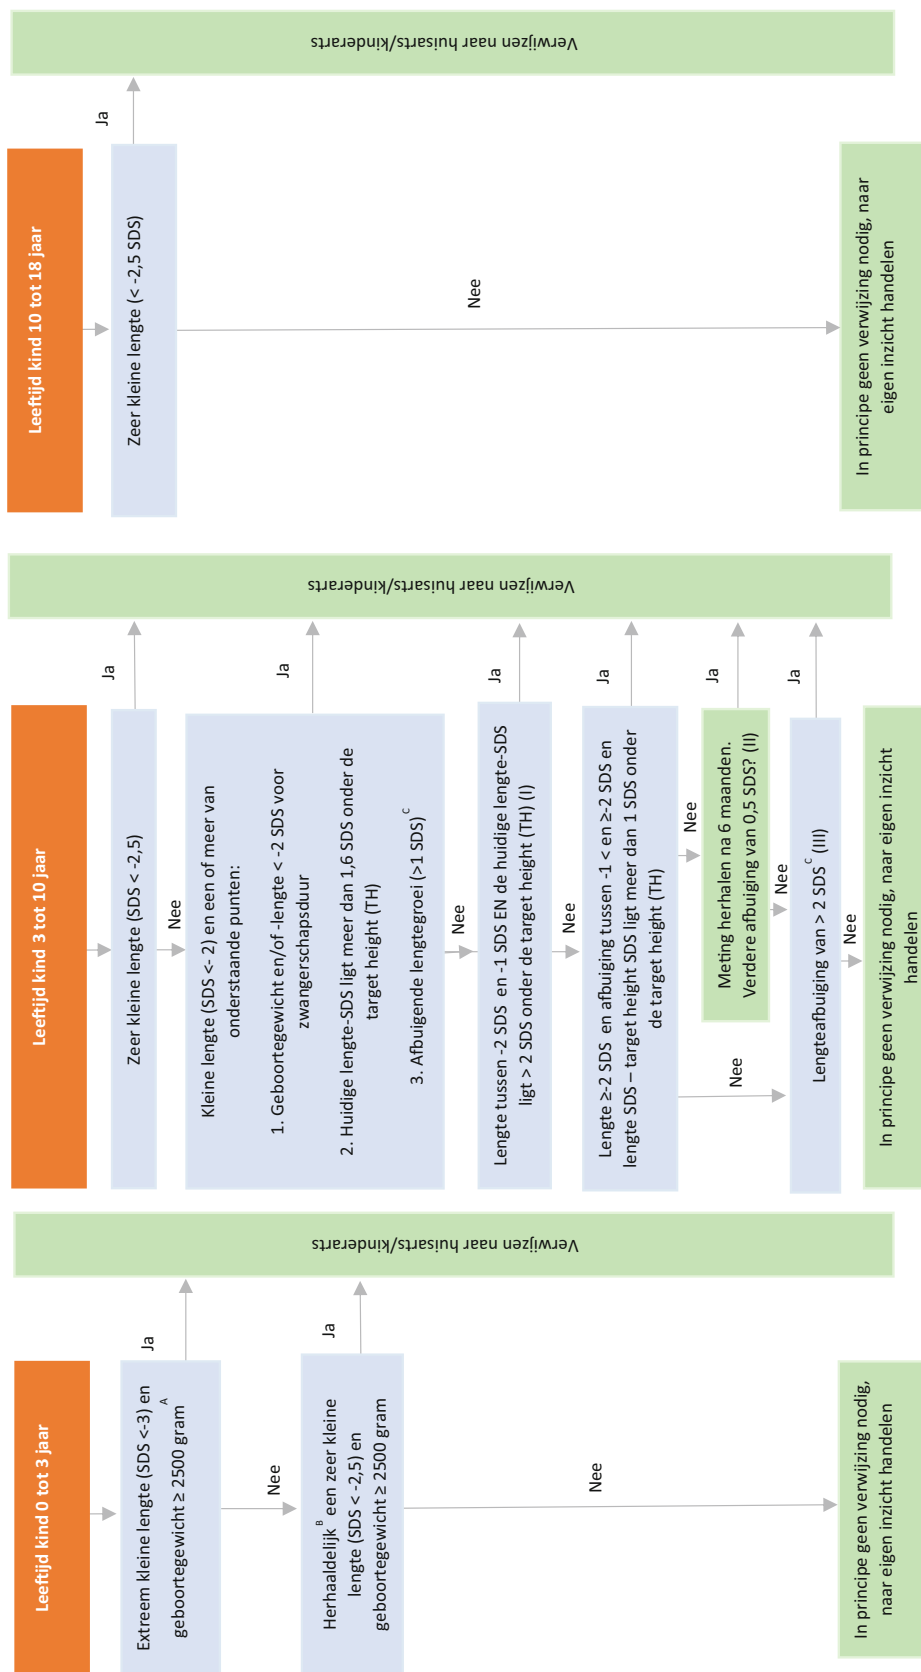 Leeftijd kind 0 tot 3 jaar
Extreem kleine lengte (SDS <-3) en
geboortegewicht ≥ 2500 gram A
Ja
Nee
Herhaaldelijk B een zeer kleine
lengte (SDS < -2,5) en
geboortegewicht ≥ 2500 gram
Ja
Nee
In principe geen verwijzing nodig,
naar eigen inzicht handelen
Verwijzen naar huisarts/kinderarts
Leeftijd kind 3 tot 10 jaar
Zeer kleine lengte (SDS < -2,5)
Ja
Nee
Kleine lengte (SDS <- 2) en een of meer van
onderstaande punten:
1. Geboortegewicht en/of -lengte < -2 SDS voor
zwangerschapsduur
2. Huidige lengte-SDS ligt meer dan 1,6 SDS onder de
target height (TH)
3. Afbuigende lengtegroei (>1 SDS) C
Ja
Nee
Lengte tussen -2 SDS en -1 SDS EN de huidige lengte-SDS
ligt > 2 SDS onder de target height (TH) (I)
Ja
Nee
Lengte ≥-2 SDS en afbuiging tussen -1 < en ≥-2 SDS en
lengte SDS – target height SDS ligt meer dan 1 SDS onder
de target height (TH)
Ja
Nee
Nee
Meting herhalen na 6 maanden.
Verdere afbuiging van 0,5 SDS? (II)
Ja
Nee
Lengteafbuiging van > 2 SDS C (III)
Ja
Nee
In principe geen verwijzing nodig, naar eigen inzicht
handelen
Verwijzen naar huisarts/kinderarts
Leeftijd kind 10 tot 18 jaar
Zeer kleine lengte (< -2,5 SDS)
Ja
Nee
In principe geen verwijzing nodig, naar
eigen inzicht handelen
Verwijzen naar huisarts/kinderarts